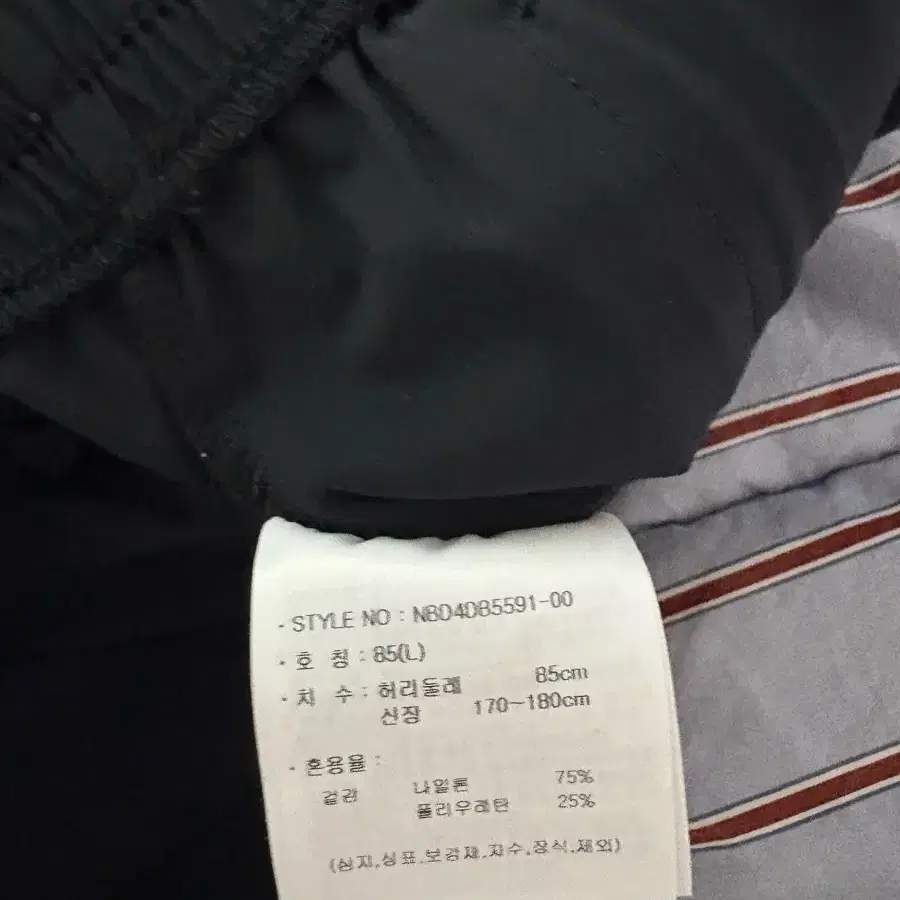 - STYLE NO : NBD4DB5591-00
- 호 칭 : 85(L)
- 치 수 : 허리둘레 85cm
신장 170~180cm
- 혼용율 :
겉감 나일론 75%
폴리우레탄 25%
(심지,상표,보강재,자수,장식,제외)